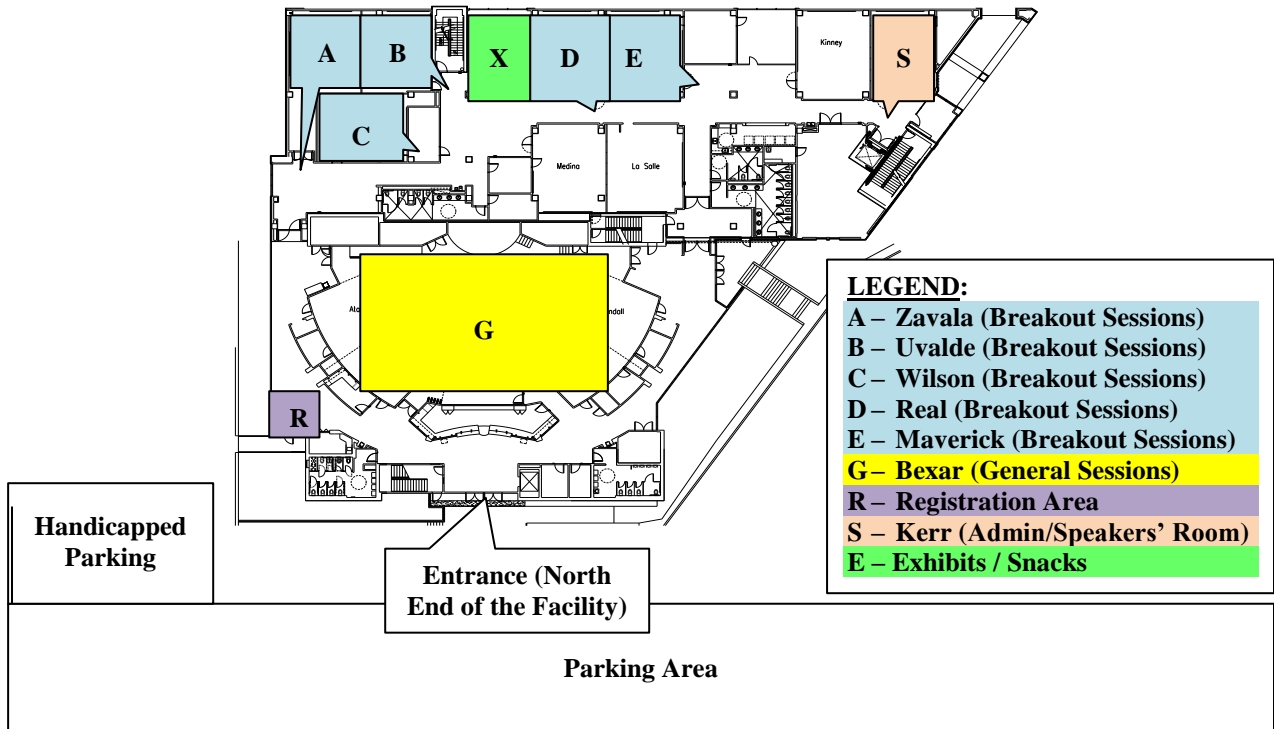 A
B
X
D
E
Kinney
S
C
Medina
La Salle
G
R
LEGEND:
A – Zavala (Breakout Sessions)
B – Uvalde (Breakout Sessions)
C – Wilson (Breakout Sessions)
D – Real (Breakout Sessions)
E – Maverick (Breakout Sessions)
G – Bexar (General Sessions)
R – Registration Area
S – Kerr (Admin/Speakers’ Room)
E – Exhibits / Snacks
Handicapped
Parking
Entrance (North
End of the Facility)
Parking Area